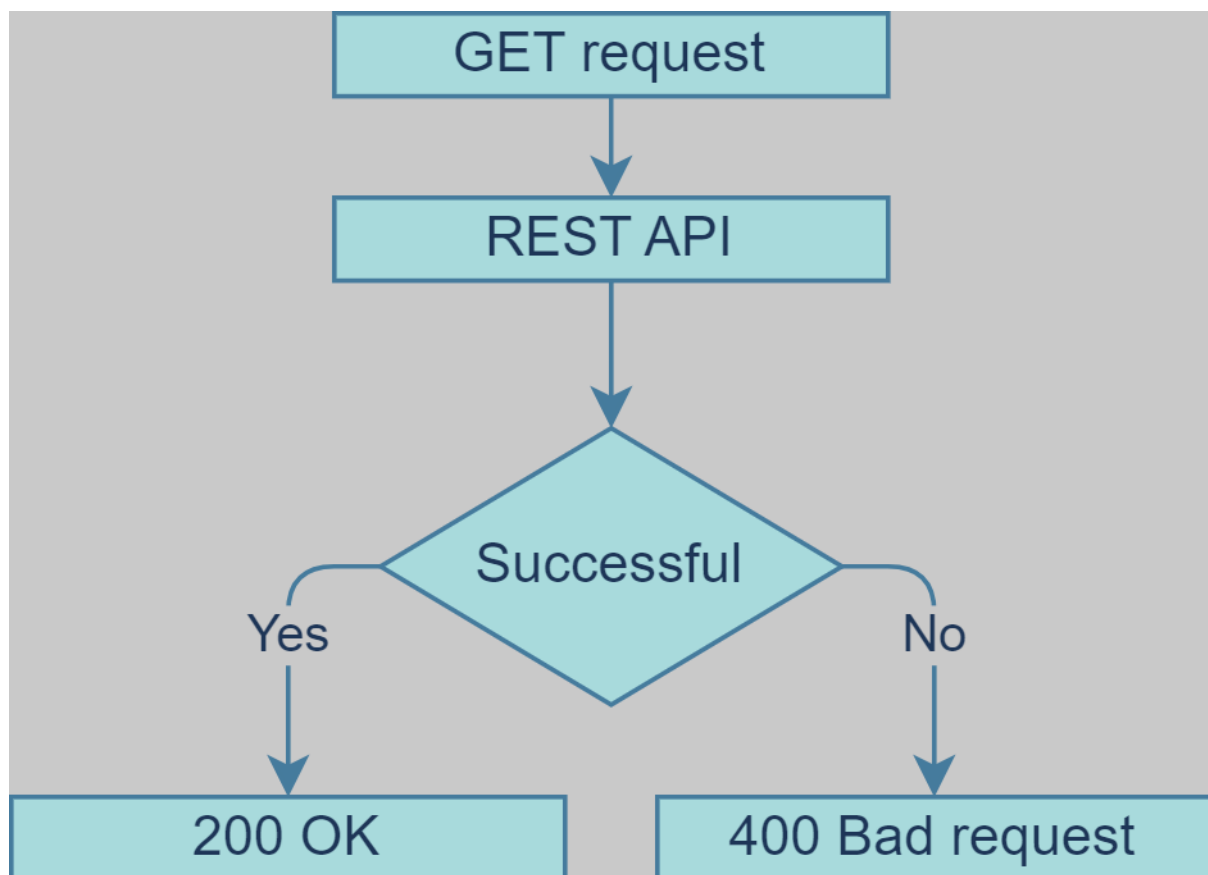 GET request
REST API
Successful
Yes
No
200 OK
400 Bad request